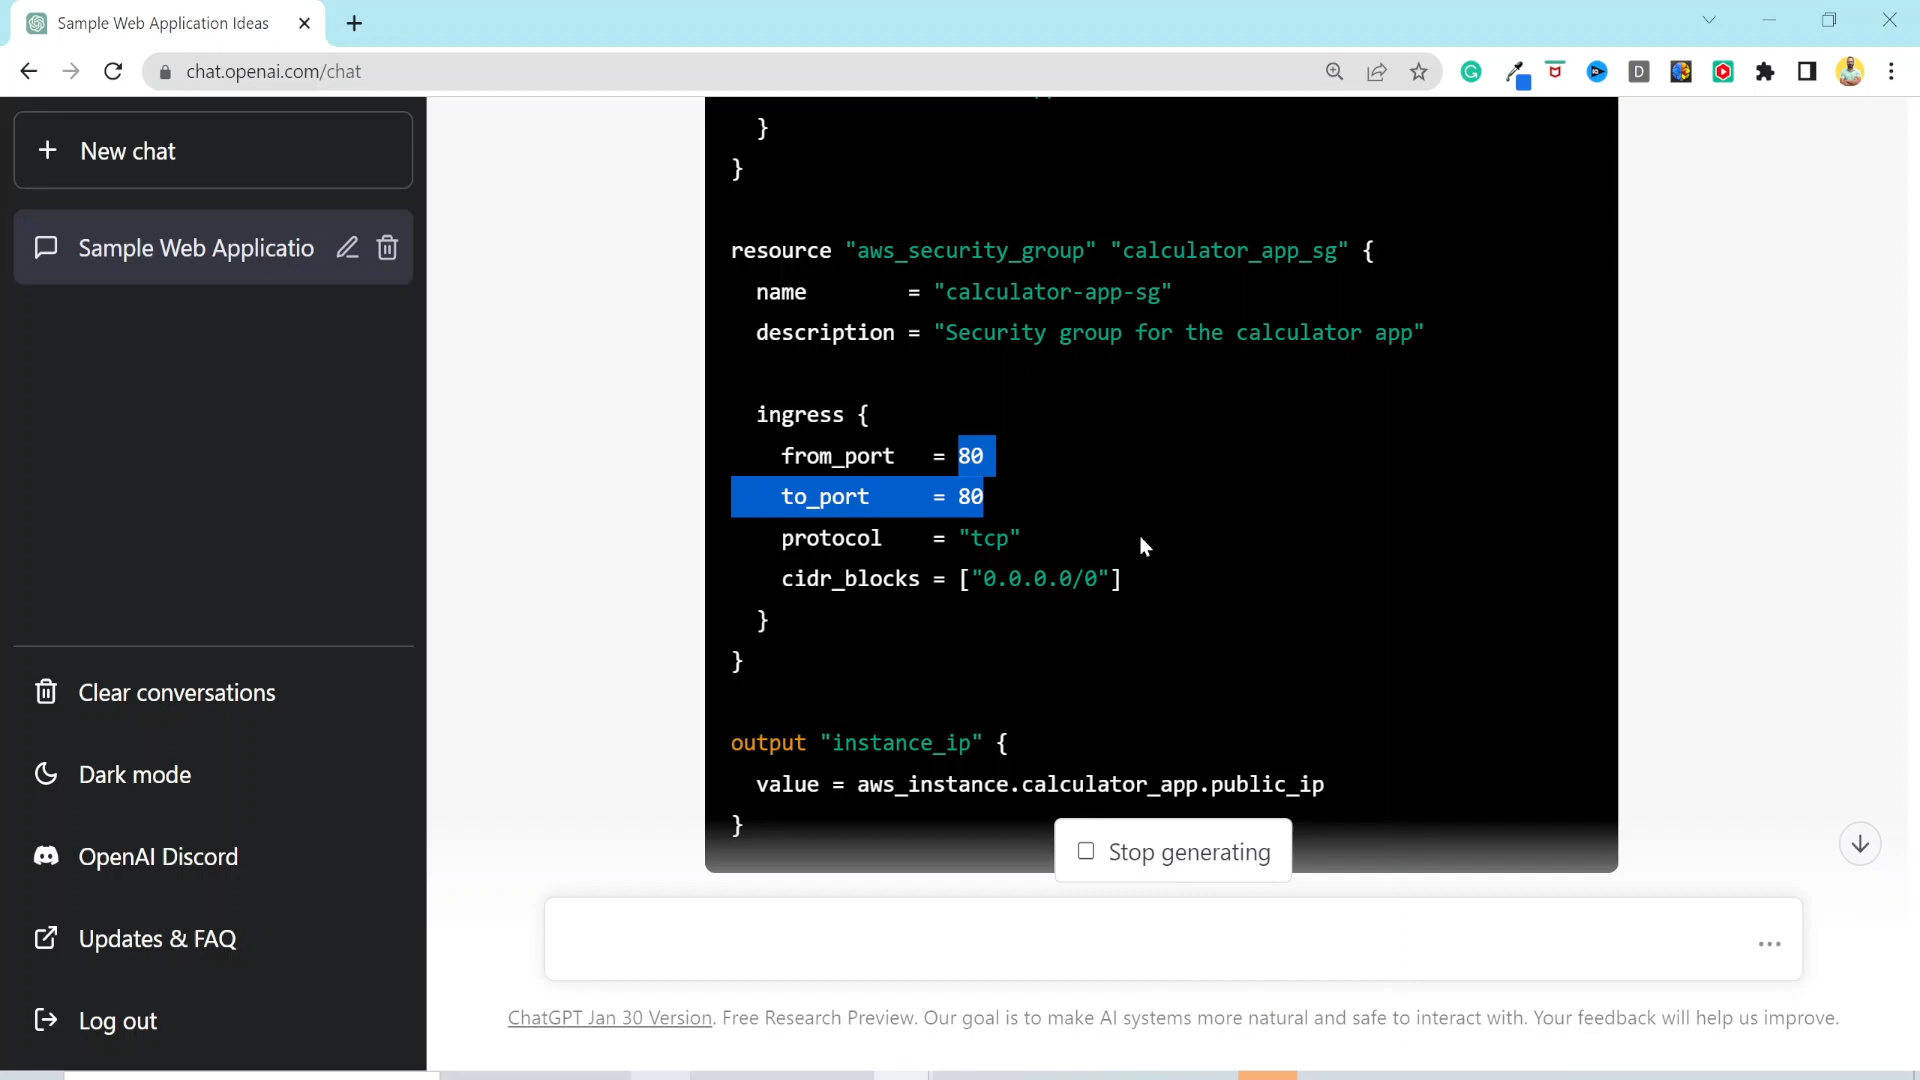 Sample Web Application Ideas
chat.openai.com/chat
D
New chat
Sample Web Applicatio
Clear conversations
Dark mode
OpenAI Discord
Updates & FAQ
Log out
}
}
resource "aws_security_group" "calculator_app_sg" {
name = "calculator-app-sg"
description = "Security group for the calculator app"
ingress {
from_port = 80
to_port = 80
protocol = "tcp"
cidr_blocks = ["0.0.0.0/0"]
}
}
output "instance_ip" {
value = aws_instance.calculator_app.public_ip
}
Stop generating
ChatGPT Jan 30 Version. Free Research Preview. Our goal is to make AI systems more natural and safe to interact with. Your feedback will help us improve.